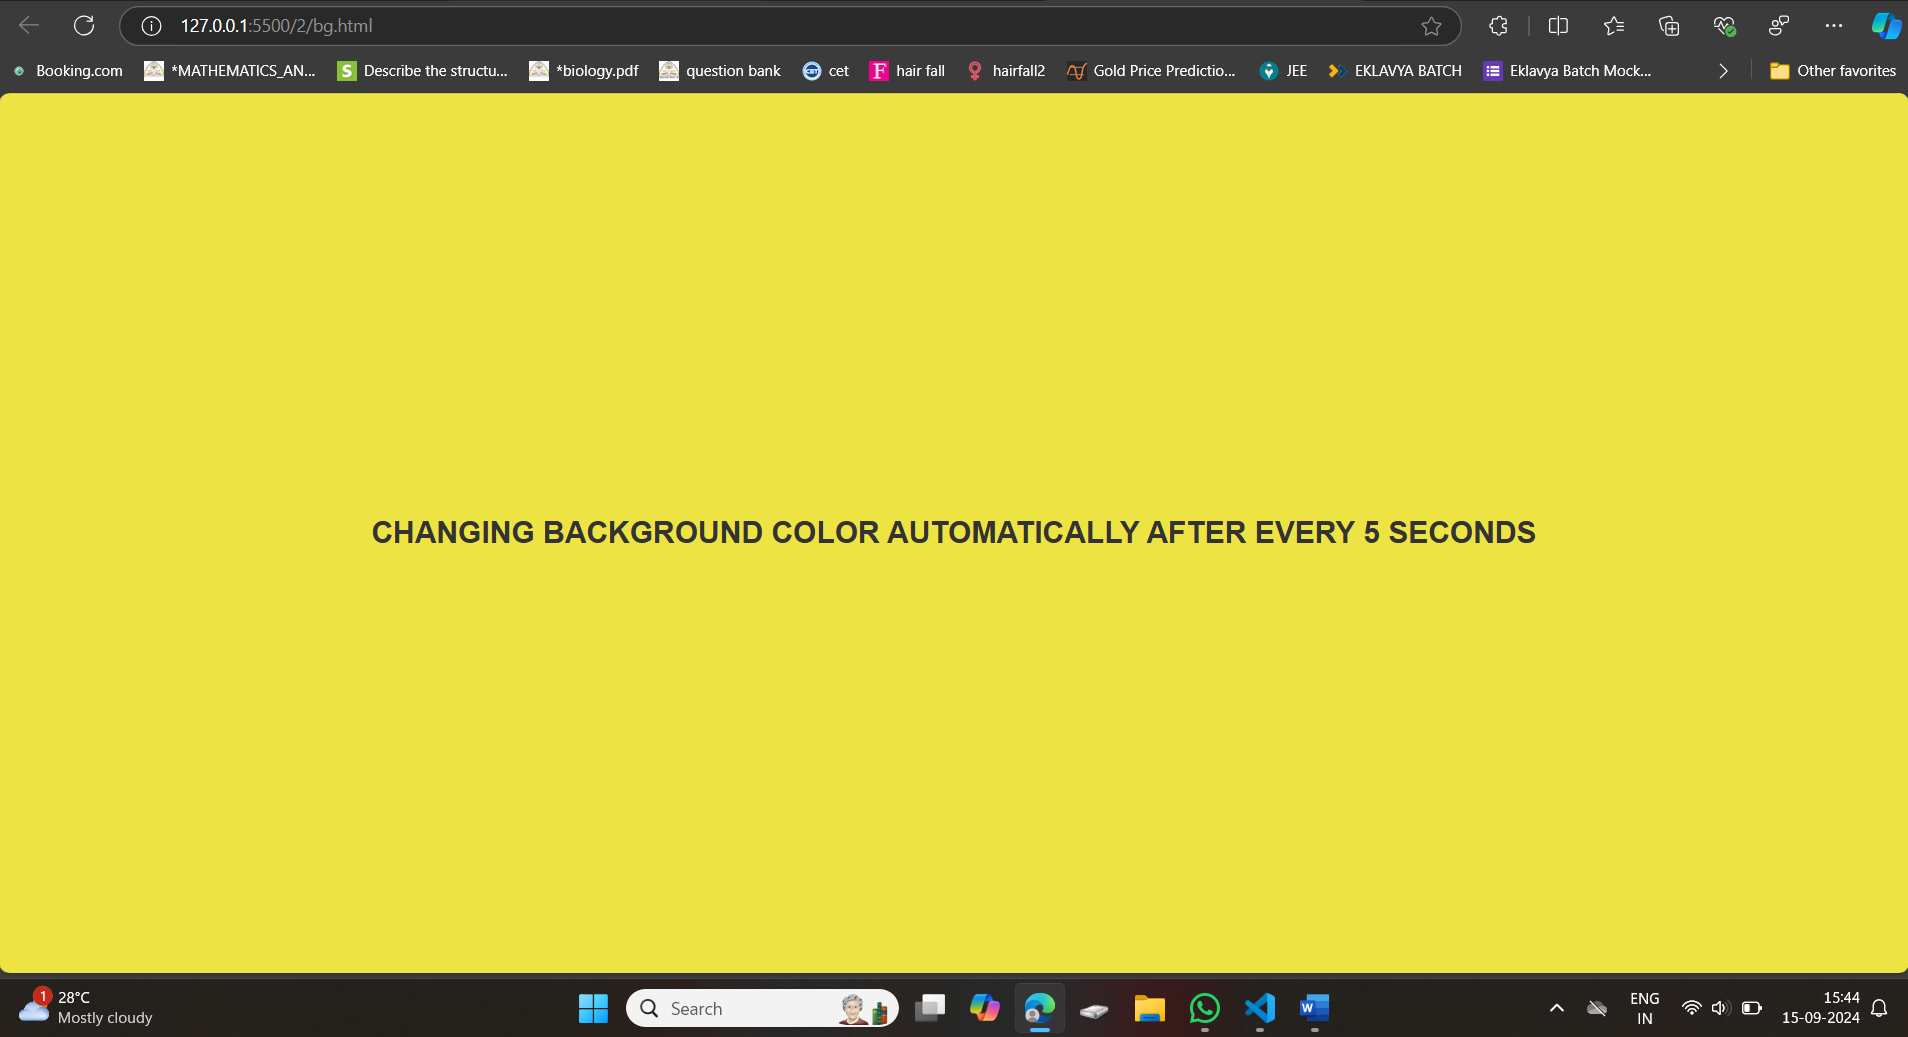 127.0.0.1:5500/2/bg.html
Booking.com *MATHEMATICS_AN... S Describe the structu... *biology.pdf question bank CET cet F hair fall hairfall2 Gold Price Predictio... JEE EKLAVYA BATCH Eklavya Batch Mock... Other favorites
CHANGING BACKGROUND COLOR AUTOMATICALLY AFTER EVERY 5 SECONDS
1 28°C
Mostly cloudy
Search
W
ENG
IN
15:44
15-09-2024